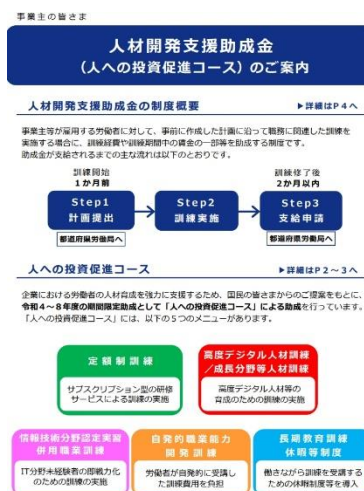 事業主の皆さま
人材開発支援助成金
（人への投資促進コース）のご案内
人材開発支援助成金の制度概要
▶詳細はP4へ
事業主等が雇用する労働者に対して、事前に作成した計画に沿って職務に関連した訓練を
実施する場合に、訓練経費や訓練期間中の賃金の一部等を助成する制度です。
助成金が支給されるまでの主な流れは以下のとおりです。
訓練開始
1か月前
Step1
計画提出
都道府県労働局へ
Step2
訓練実施
訓練修了後
2か月以内
Step3
支給申請
都道府県労働局へ
人への投資促進コース
▶詳細はP2～3へ
企業における労働者の人材育成を強力に支援するため、国民の皆さまからのご提案をもとに、
令和4～8年度の期間限定助成として「人への投資促進コース」による助成を行っています。
「人への投資促進コース」には、以下の5つのメニューがあります。
定額制訓練
サブスクリプション型の研修
サービスによる訓練の実施
高度デジタル人材訓練
/成長分野等人材訓練
高度デジタル人材等の
育成のための訓練の実施
情報技術分野認定実習
併用職業訓練
IT分野未経験者の即戦力化
のための訓練の実施
自発的職業能力
開発訓練
労働者が自発的に受講し
た訓練費用を負担
長期教育訓練
休暇等制度
働きながら訓練を受講する
ための休暇制度等を導入